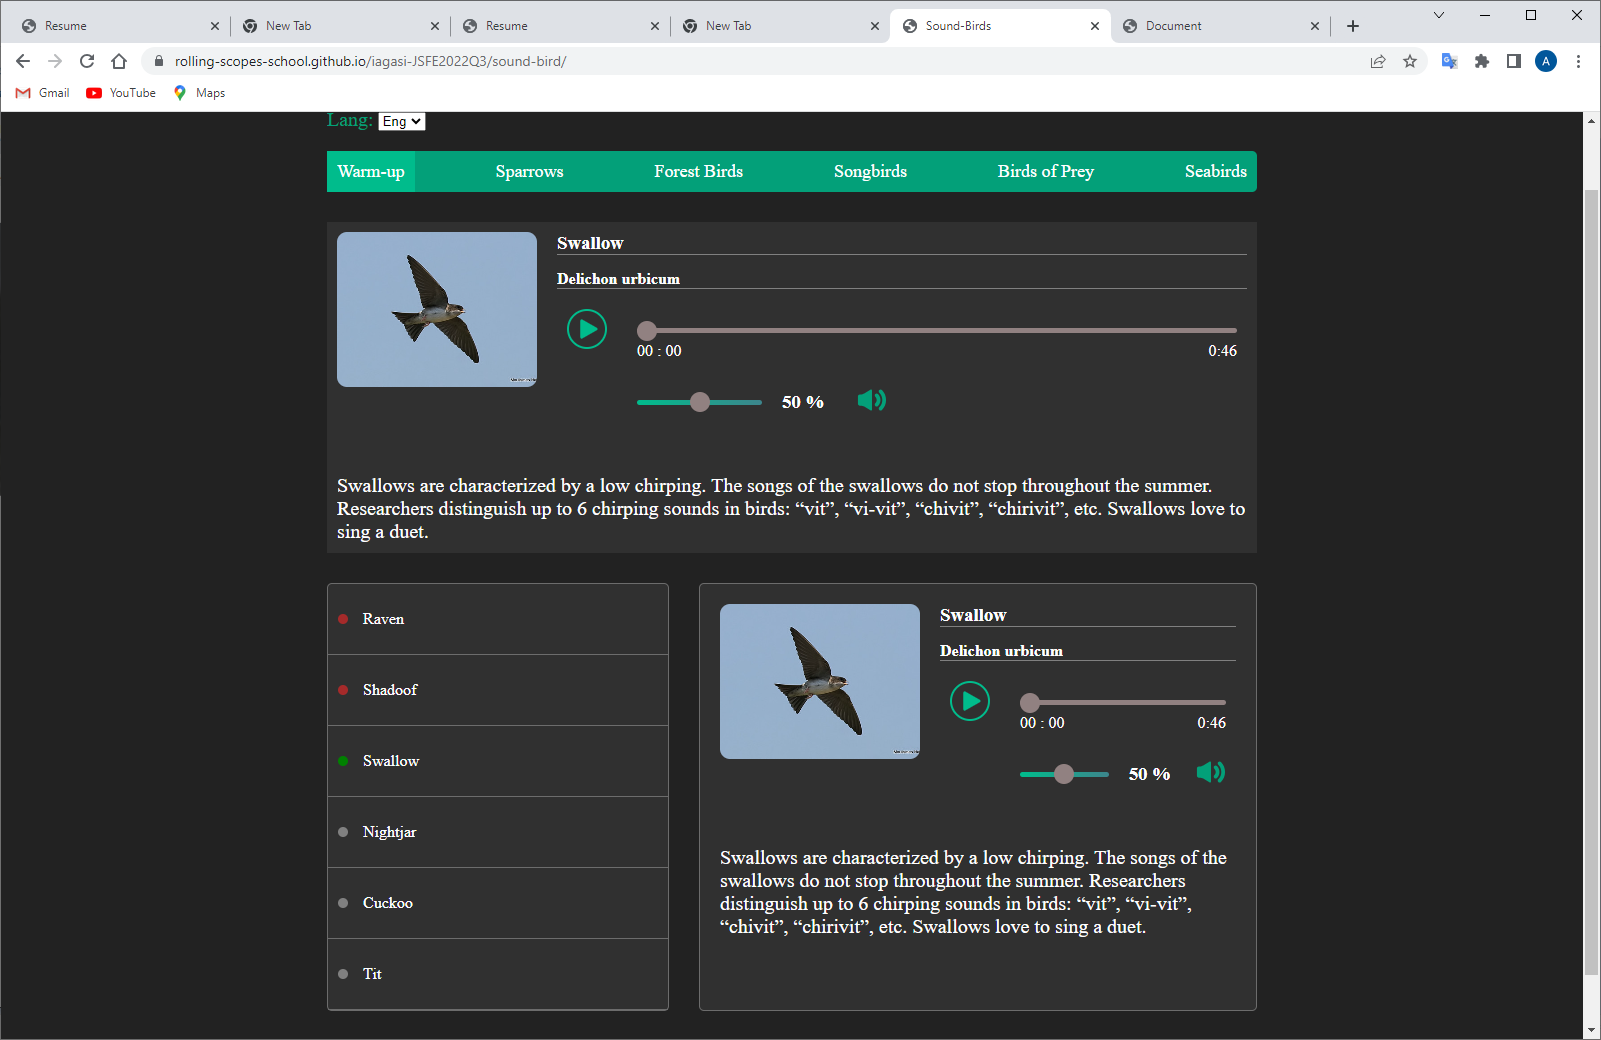 Resume
New Tab
Resume
New Tab
Sound-Birds
Document
rolling-scopes-school.github.io/iagasi-JSFE2022Q3/sound-bird/
A
Gmail
YouTube
Maps
Lang: Eng
Warm-up
Sparrows
Forest Birds
Songbirds
Birds of Prey
Seabirds
Swallow
Delichon urbicum
00 : 00
0:46
50 %
Swallows are characterized by a low chirping. The songs of the swallows do not stop throughout the summer.
Researchers distinguish up to 6 chirping sounds in birds: “vit”, “vi-vit”, “chivit”, “chirivit”, etc. Swallows love to
sing a duet.
Raven
Shadoof
Swallow
Nightjar
Cuckoo
Tit
Swallow
Delichon urbicum
00 : 00
0:46
50 %
Swallows are characterized by a low chirping. The songs of the
swallows do not stop throughout the summer. Researchers
distinguish up to 6 chirping sounds in birds: “vit”, “vi-vit”,
“chivit”, “chirivit”, etc. Swallows love to sing a duet.